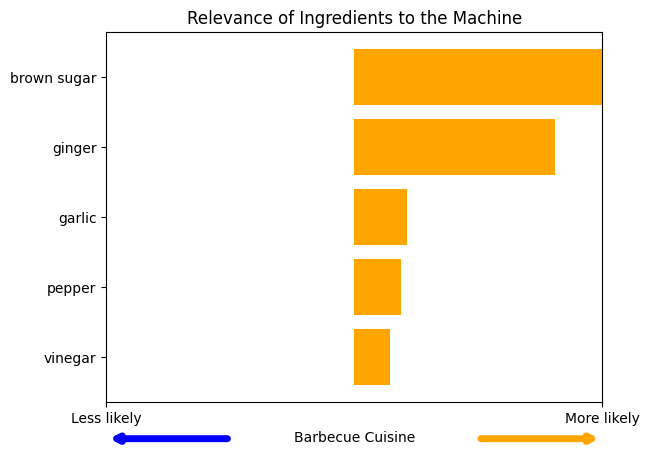 Relevance of Ingredients to the Machine
brown sugar
ginger
garlic
pepper
vinegar
Less likely
More likely
Barbecue Cuisine